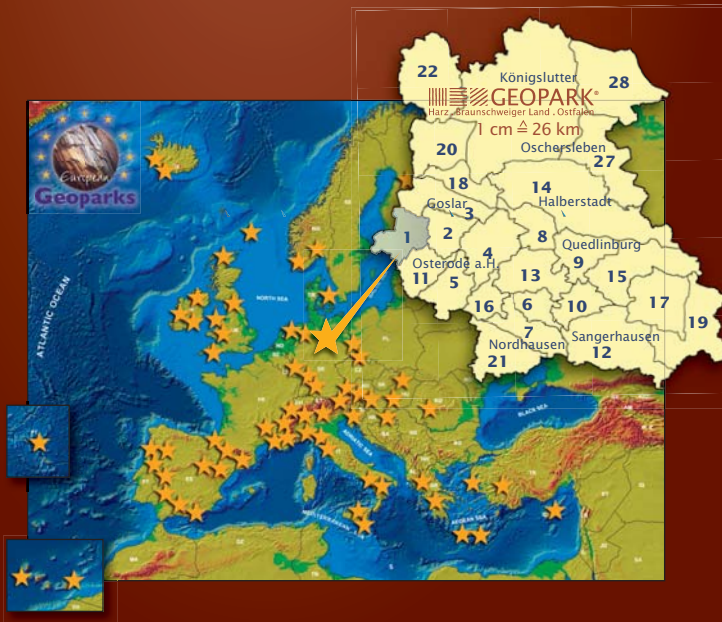 22
Königslutter
28
GEOPARK®
Harz . Braunschweiger Land . Ostfalen
1 cm ≙ 26 km
20
Oschersleben
27
18
14
Goslar
3
Halberstadt
1
2
8
Quedlinburg
4
9
Osterode a.H.
11
5
13
15
16
6
10
17
7
19
Nordhausen
Sangerhausen
21
12
European
Geoparks
ATLANTIC OCEAN
NORTH SEA
BLACK SEA
ADRIATIC SEA
AEGEAN SEA
MEDITERRANEAN